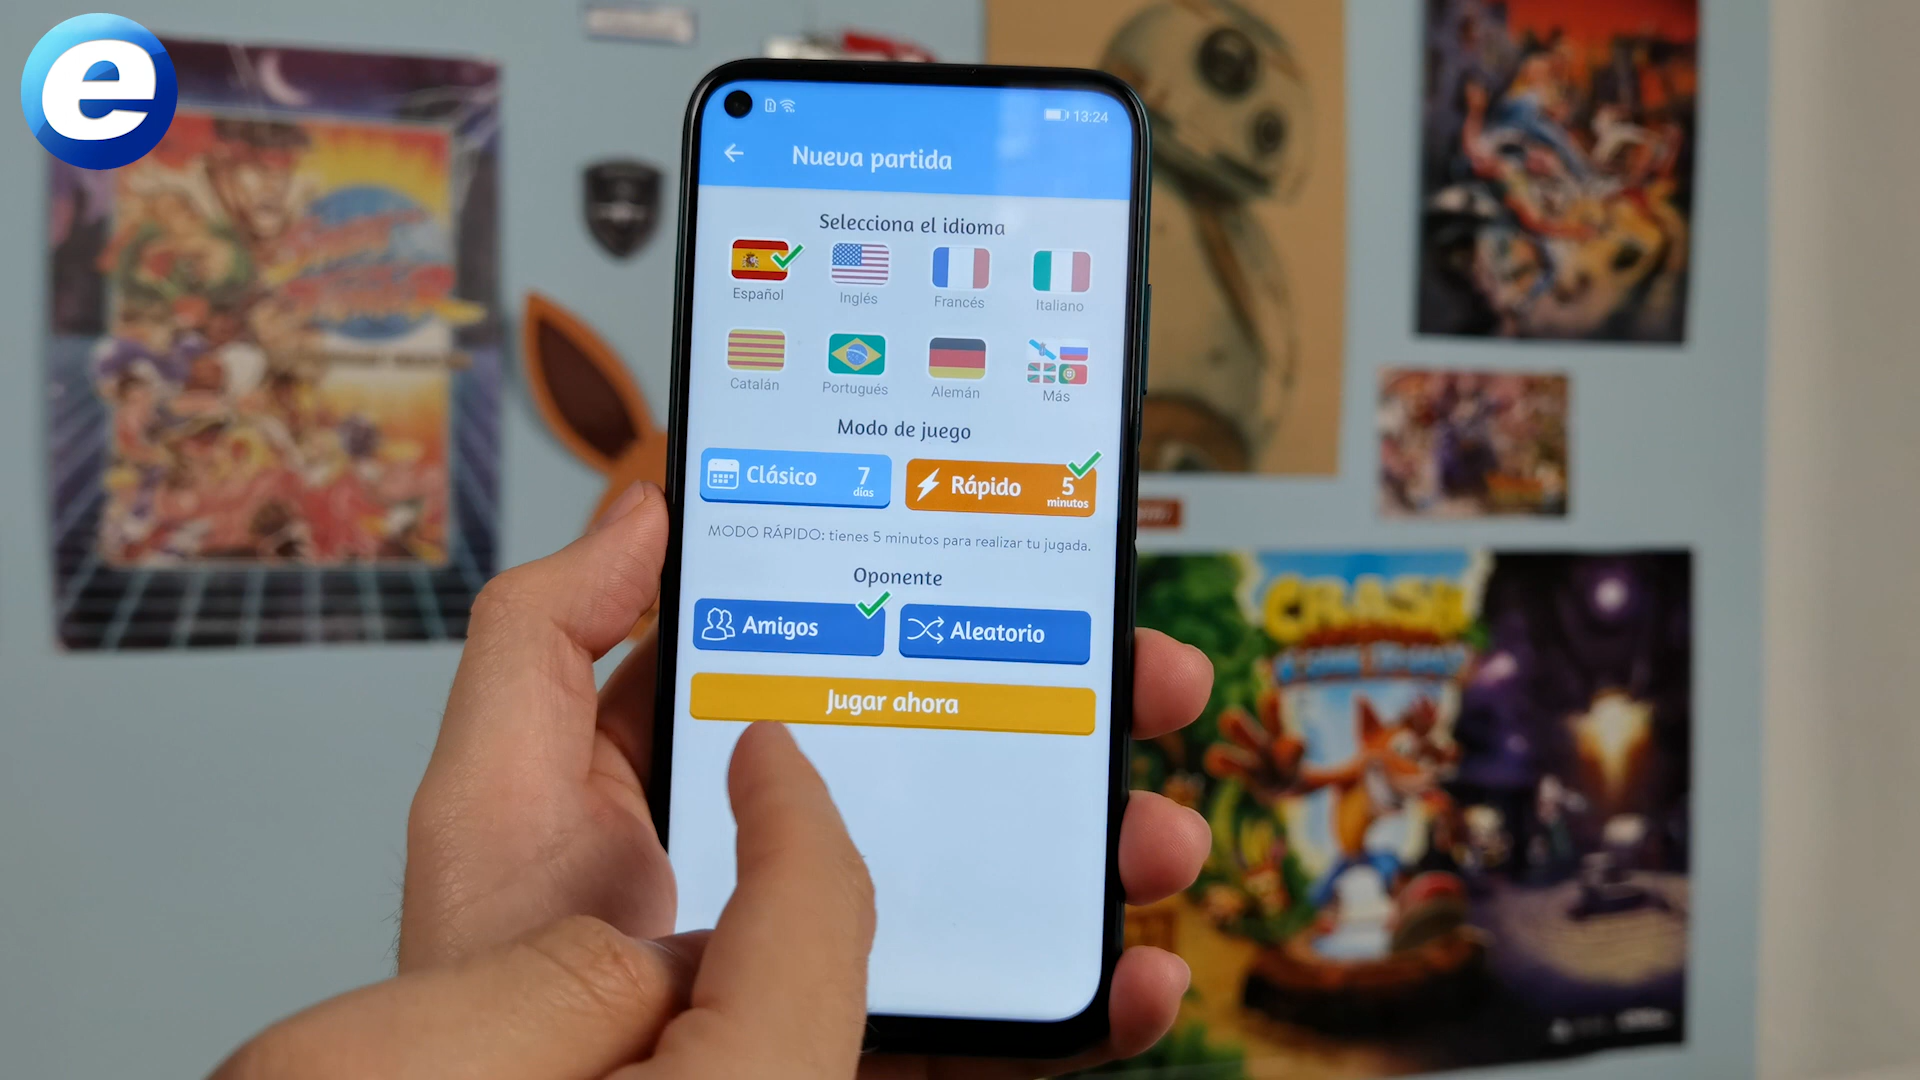 e
13:24
Nueva partida
Selecciona el idioma
Español
Inglés
Francés
Italiano
Catalán
Portugués
Alemán
Más
Modo de juego
Clásico 7 días
Rápido 5 minutos
MODO RÁPIDO: tienes 5 minutos para realizar tu jugada.
Oponente
Amigos
Aleatorio
Jugar ahora
CRASH